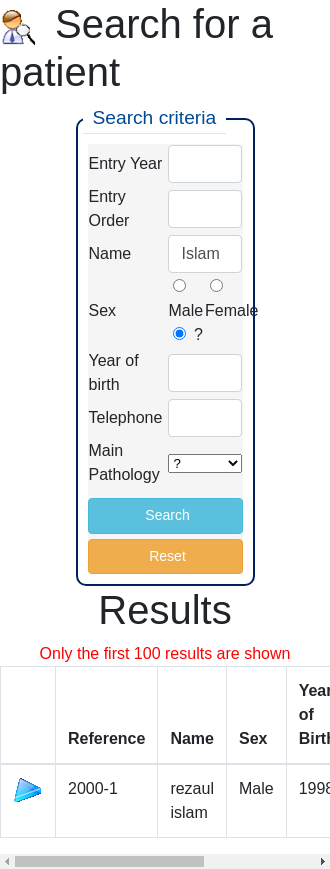 Search for a
patient
Search criteria
Entry Year
Entry
Order
Name Islam
Sex Male Female
?
Year of
birth
Telephone
Main
Pathology ?
Search
Reset
Results
Only the first 100 results are shown
Year
of
Reference Name Sex Birth
2000-1 rezaul Male 1998
islam